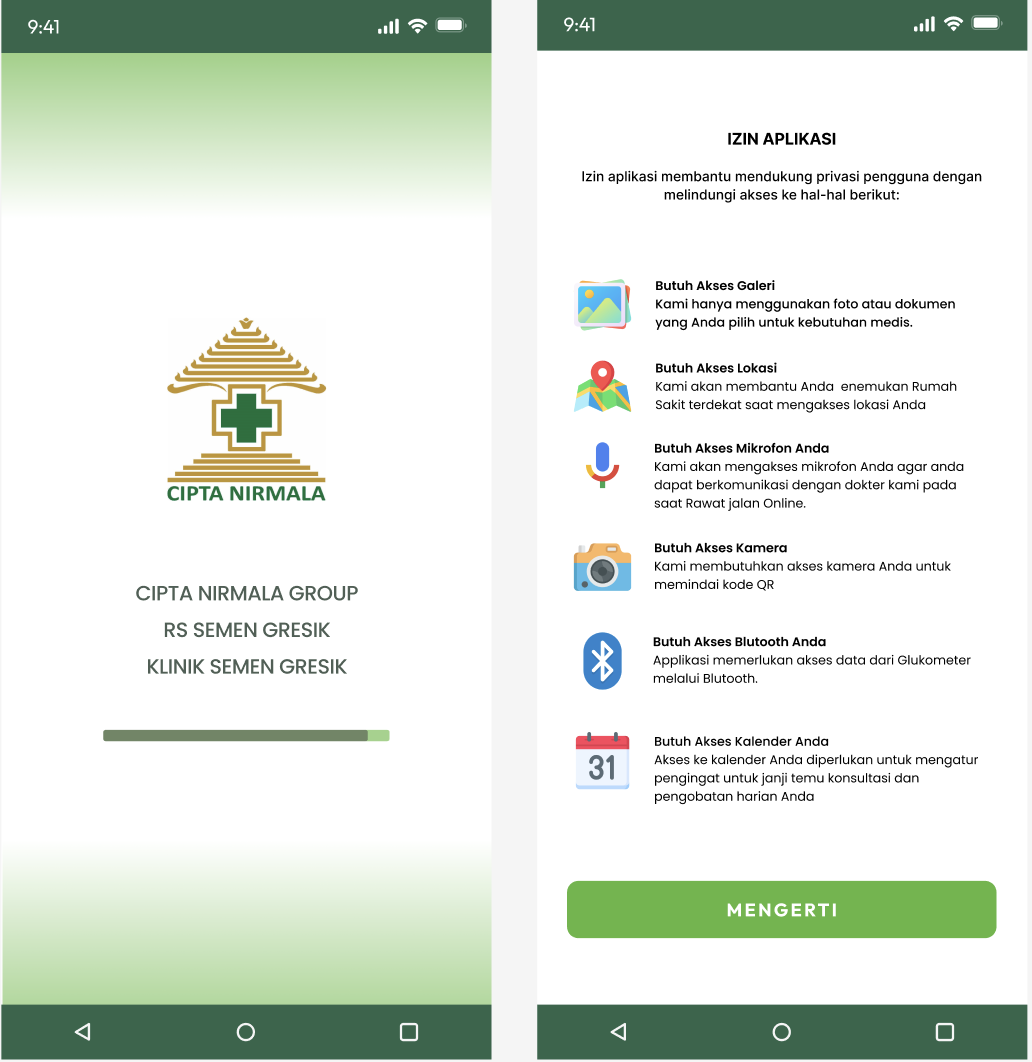 9:41
CIPTA NIRMALA
CIPTA NIRMALA GROUP
RS SEMEN GRESIK
KLINIK SEMEN GRESIK
9:41
IZIN APLIKASI
Izin aplikasi membantu mendukung privasi pengguna dengan
melindungi akses ke hal-hal berikut:
Butuh Akses Galeri
Kami hanya menggunakan foto atau dokumen
yang Anda pilih untuk kebutuhan medis.
Butuh Akses Lokasi
Kami akan membantu Anda  enemukan Rumah
Sakit terdekat saat mengakses lokasi Anda
Butuh Akses Mikrofon Anda
Kami akan mengakses mikrofon Anda agar anda
dapat berkomunikasi dengan dokter kami pada
saat Rawat jalan Online.
Butuh Akses Kamera
Kami membutuhkan akses kamera Anda untuk
memindai kode QR
Butuh Akses Blutooth Anda
Applikasi memerlukan akses data dari Glukometer
melalui Blutooth.
31
Butuh Akses Kalender Anda
Akses ke kalender Anda diperlukan untuk mengatur
pengingat untuk janji temu konsultasi dan
pengobatan harian Anda
MENGERTI